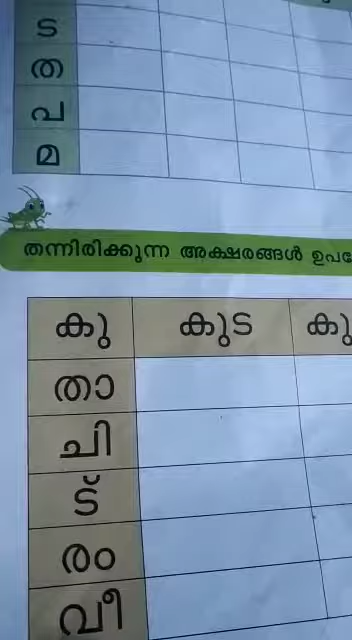 ട
ത
പ
മ
തന്നിരിക്കുന്ന അക്ഷരങ്ങൾ
കു കുട കു
താ
ചി
ട്
രം
വീ